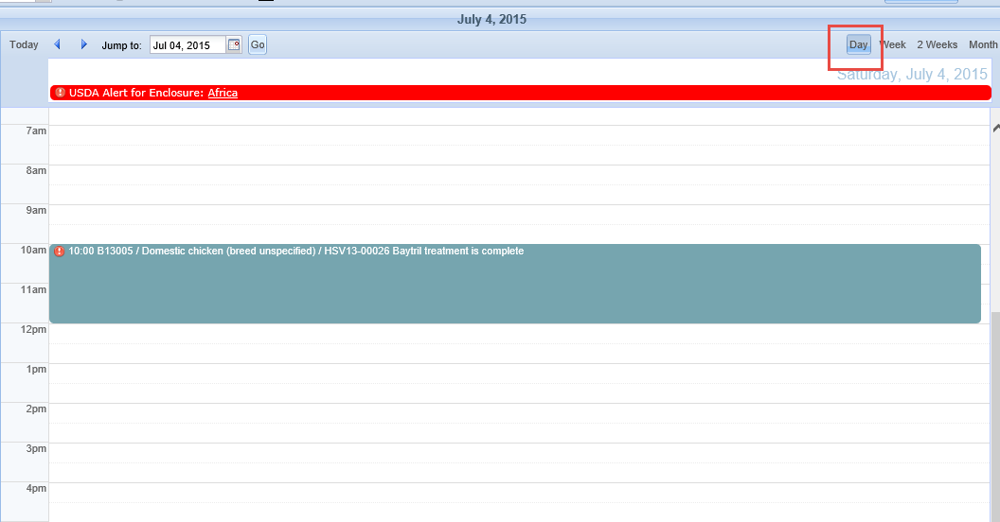 July 4, 2015
Today Jump to: Jul 04, 2015 Go Day Week 2 Weeks Month
Saturday, July 4, 2015
USDA Alert for Enclosure: Africa
7am
8am
9am
10am
10:00 B13005 / Domestic chicken (breed unspecified) / HSV13-00026 Baytril treatment is complete
11am
12pm
1pm
2pm
3pm
4pm